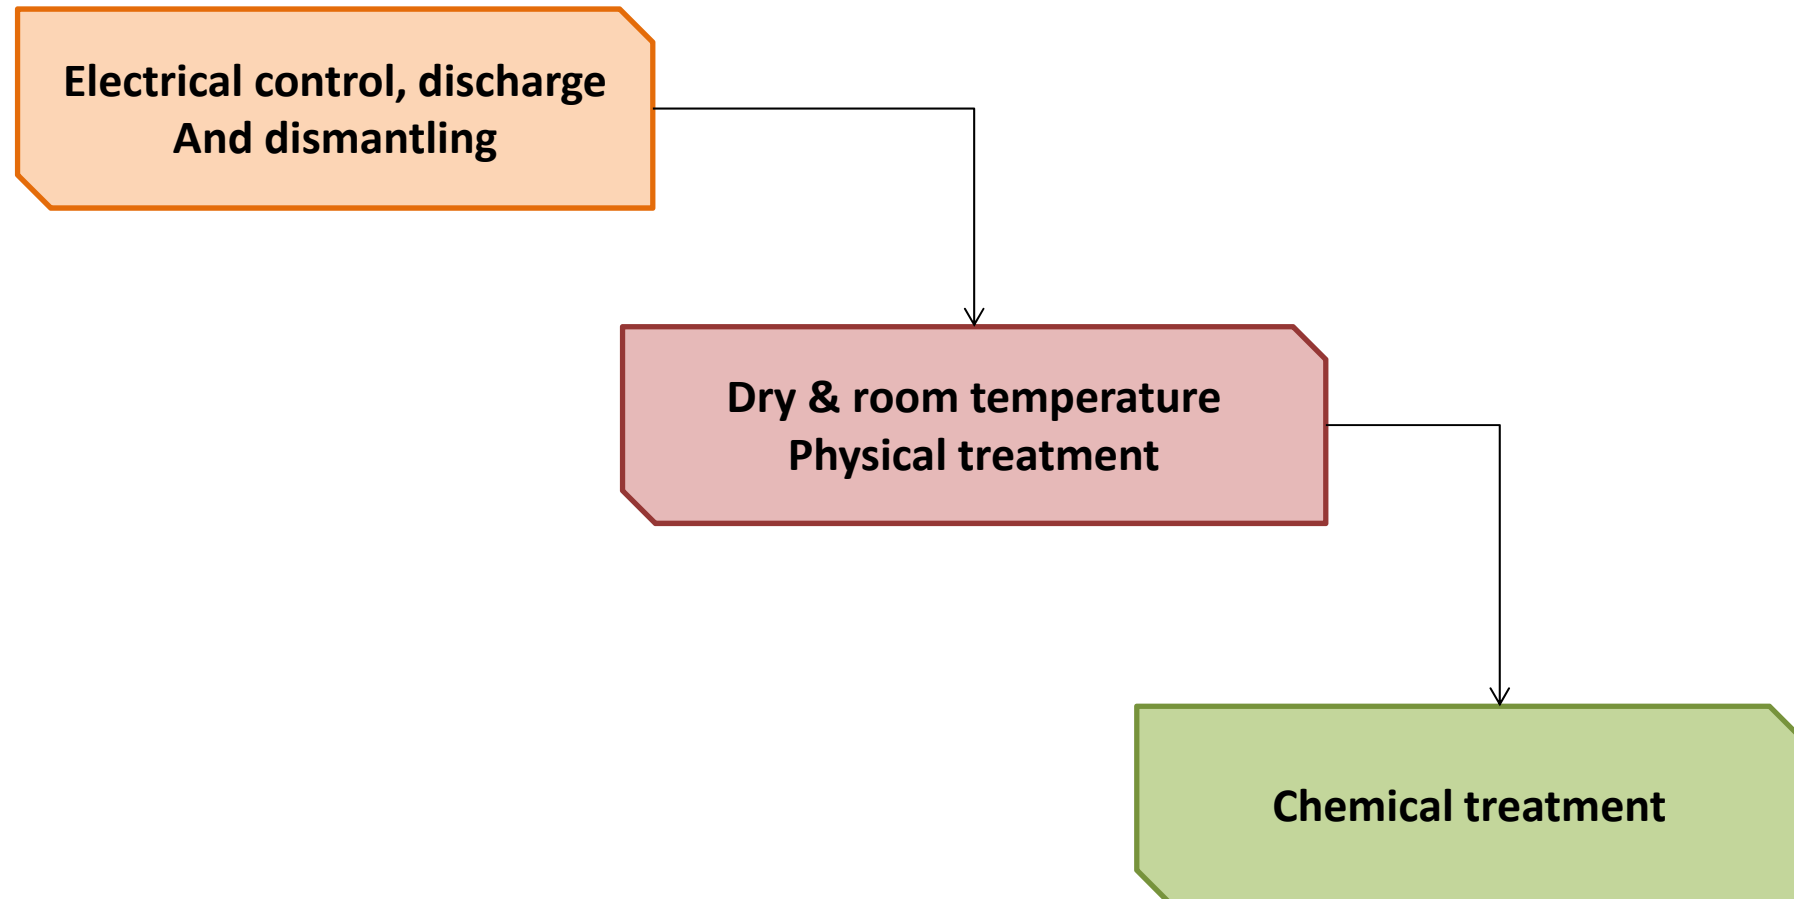 Electrical control, discharge
And dismantling
Dry & room temperature
Physical treatment
Chemical treatment